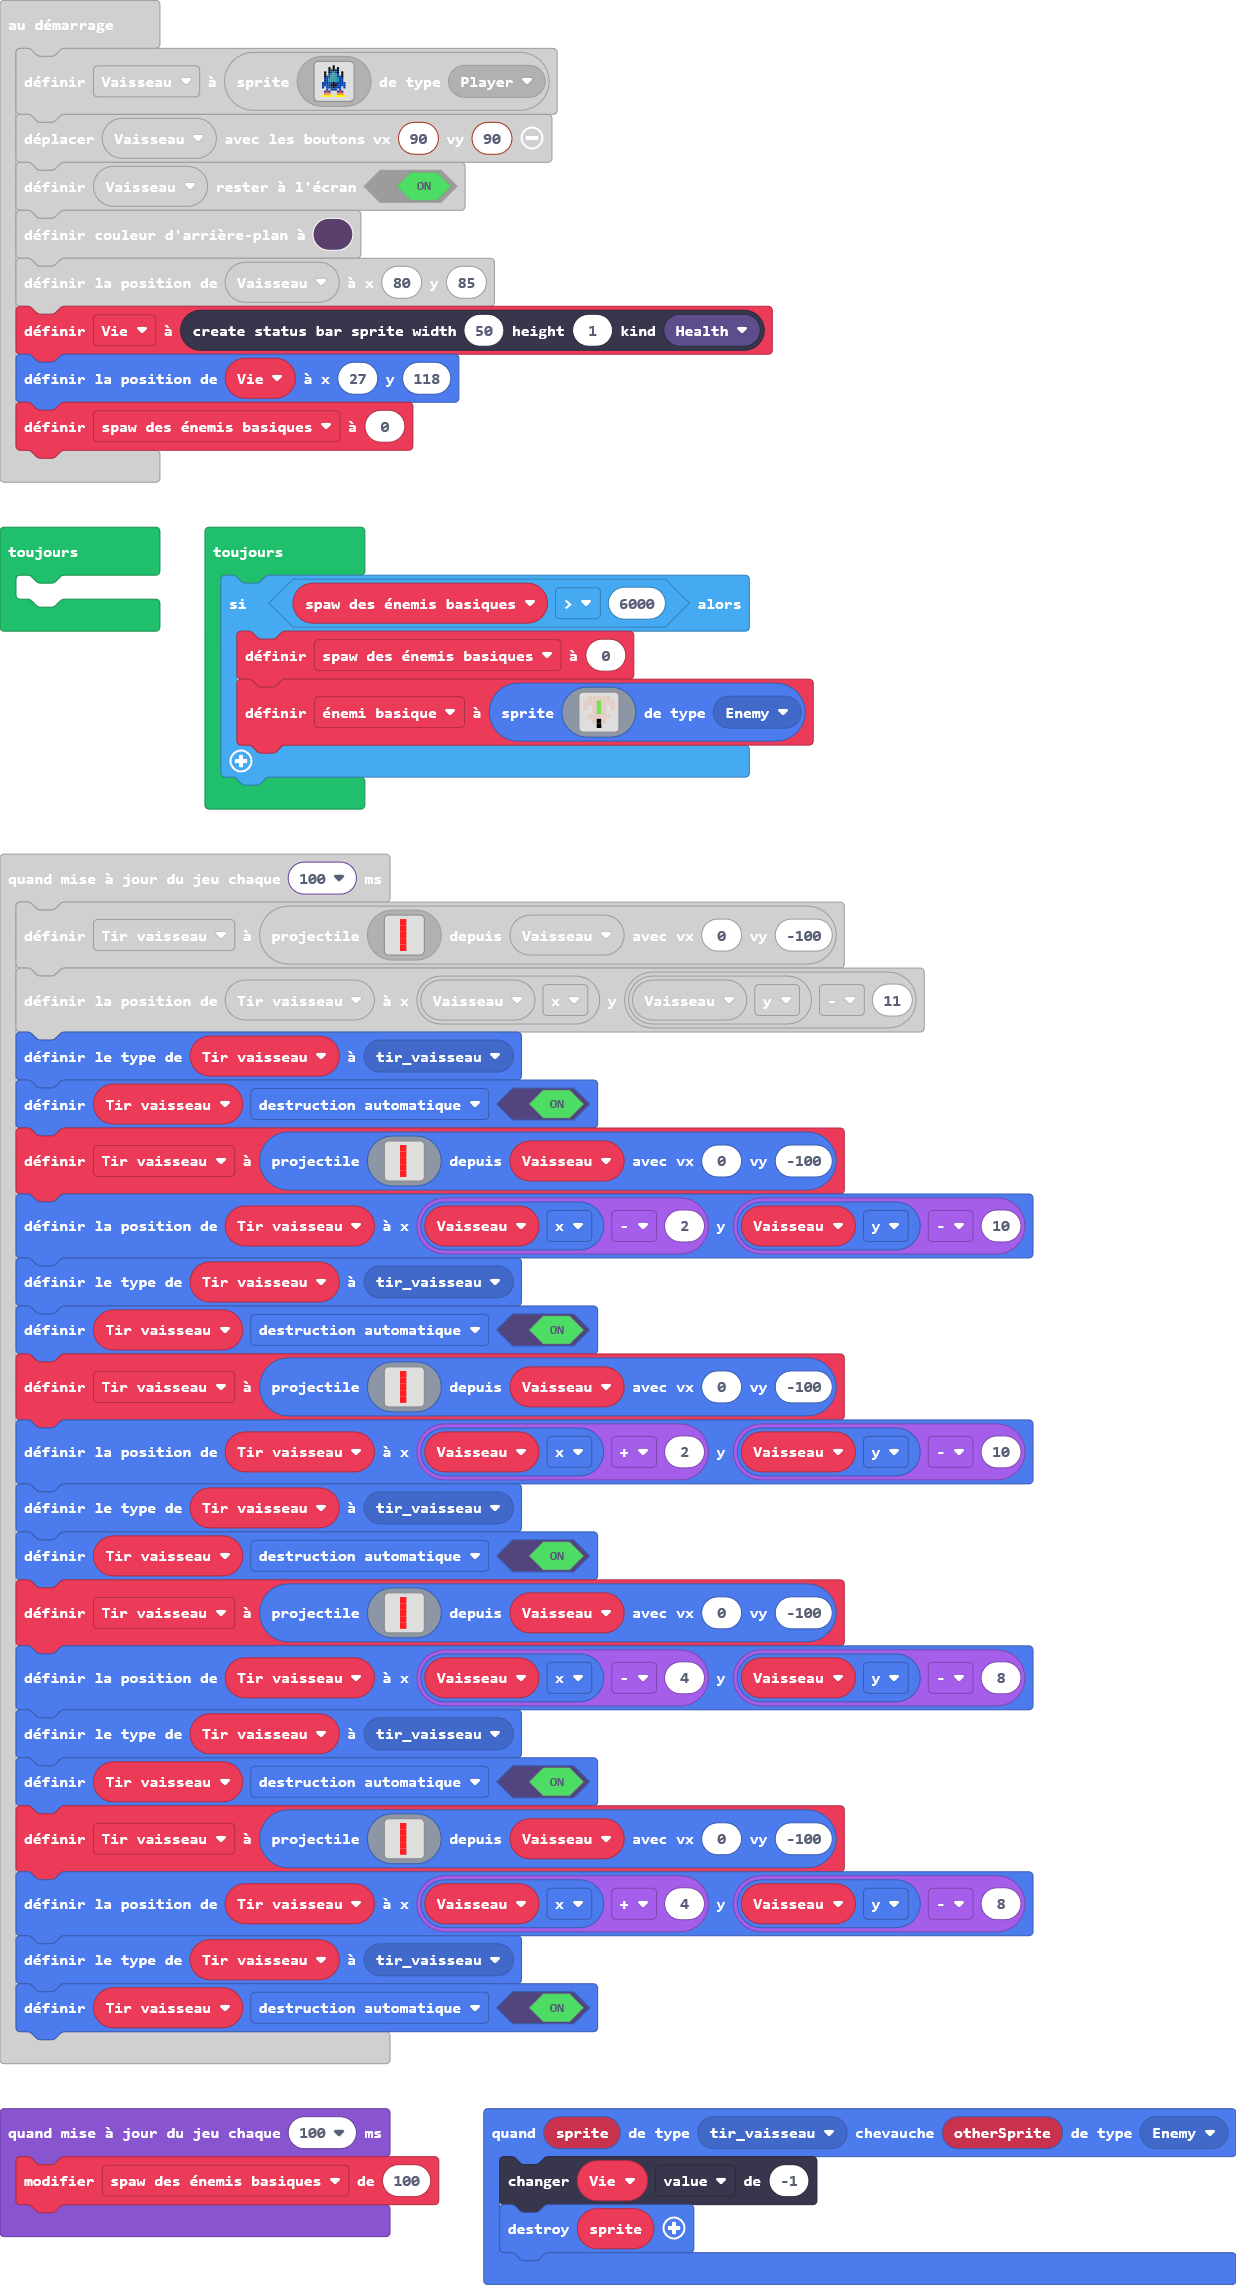 au démarrage
définir Vaisseau à sprite de type Player
déplacer Vaisseau avec les boutons vx 90 vy 90
définir Vaisseau rester à l'écran ON
définir couleur d'arrière-plan à
définir la position de Vaisseau à x 80 y 85
définir Vie à create status bar sprite width 50 height 1 kind Health
définir la position de Vie à x 27 y 118
définir spaw des énemis basiques à 0
toujours
toujours
si spaw des énemis basiques > 6000 alors
définir spaw des énemis basiques à 0
définir énemi basique à sprite de type Enemy
quand mise à jour du jeu chaque 100 ms
définir Tir vaisseau à projectile depuis Vaisseau avec vx 0 vy -100
définir la position de Tir vaisseau à x Vaisseau x y Vaisseau y - 11
définir le type de Tir vaisseau à tir_vaisseau
définir Tir vaisseau destruction automatique ON
définir Tir vaisseau à projectile depuis Vaisseau avec vx 0 vy -100
définir la position de Tir vaisseau à x Vaisseau x - 2 y Vaisseau y - 10
définir le type de Tir vaisseau à tir_vaisseau
définir Tir vaisseau destruction automatique ON
définir Tir vaisseau à projectile depuis Vaisseau avec vx 0 vy -100
définir la position de Tir vaisseau à x Vaisseau x + 2 y Vaisseau y - 10
définir le type de Tir vaisseau à tir_vaisseau
définir Tir vaisseau destruction automatique ON
définir Tir vaisseau à projectile depuis Vaisseau avec vx 0 vy -100
définir la position de Tir vaisseau à x Vaisseau x - 4 y Vaisseau y - 8
définir le type de Tir vaisseau à tir_vaisseau
définir Tir vaisseau destruction automatique ON
définir Tir vaisseau à projectile depuis Vaisseau avec vx 0 vy -100
définir la position de Tir vaisseau à x Vaisseau x + 4 y Vaisseau y - 8
définir le type de Tir vaisseau à tir_vaisseau
définir Tir vaisseau destruction automatique ON
quand mise à jour du jeu chaque 100 ms
modifier spaw des énemis basiques de 100
quand sprite de type tir_vaisseau chevauche otherSprite de type Enemy
changer Vie value de -1
destroy sprite